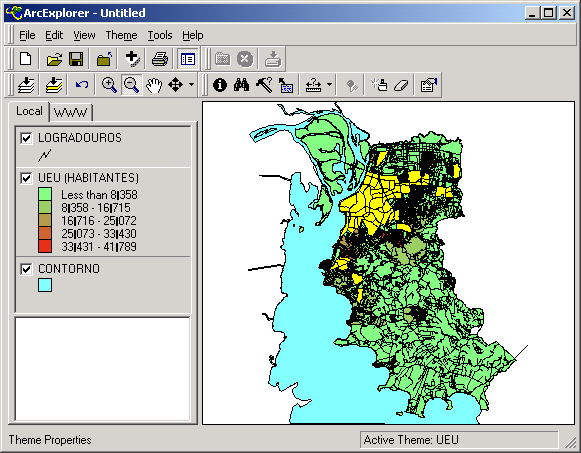 ArcExplorer - Untitled
File Edit View Theme Tools Help
Local WWW
LOGRADOUROS
UEU (HABITANTES)
Less than 8|358
8|358 - 16|715
16|716 - 25|072
25|073 - 33|430
33|431 - 41|789
CONTORNO
Theme Properties Active Theme: UEU